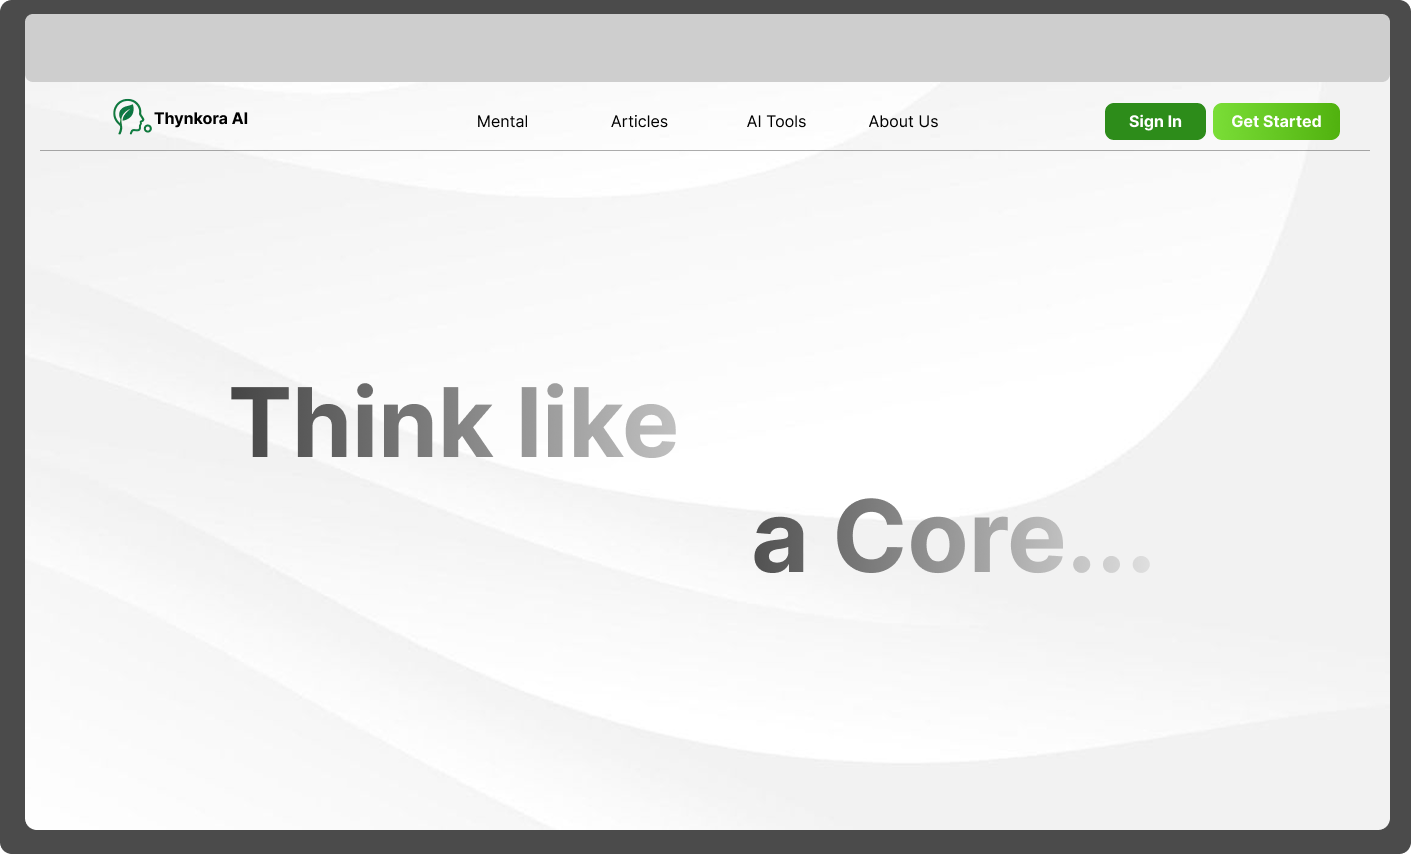 Thynkora AI
Mental Articles AI Tools About Us
Sign In Get Started
Think like
a Core...